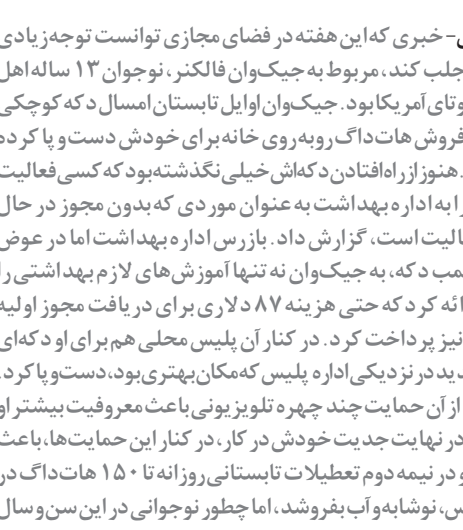 - خبری که این هفته در فضای مجازی توانست توجه زیادی
جلب کند، مربوط به جیک‌وان فالکنر، نوجوان ۱۳ ساله اهل
وتای آمریکا بود. جیک‌وان اوایل تابستان امسال دکه کوچکی
فروش هات‌داگ روبه‌روی خانه برای خودش دست و پا کرده
هنوز از راه افتادن دکه‌اش خیلی نگذشته بود که کسی فعالیت
را به اداره بهداشت به عنوان موردی که بدون مجوز در حال
الیت است، گزارش داد. بازرس اداره بهداشت اما در عوض
مب دکه، به جیک‌وان نه تنها آموزش‌های لازم بهداشتی را
ائه کرد که حتی هزینه ۸۷ دلاری برای دریافت مجوز اولیه
نیز پرداخت کرد. در کنار آن پلیس محلی هم برای او دکه‌ای
دید در نزدیکی اداره پلیس که مکان بهتری بود، دست و پا کرد.
از آن حمایت چند چهره تلویزیونی باعث معروفیت بیشتر او
در نهایت جدیت خودش در کار، در کنار این حمایت‌ها، باعث
و در نیمه دوم تعطیلات تابستانی روزانه تا ۱۵۰ هات‌داگ در
س، نوشابه و آب بفروشد، اما چطور نوجوانی در این سن و سال